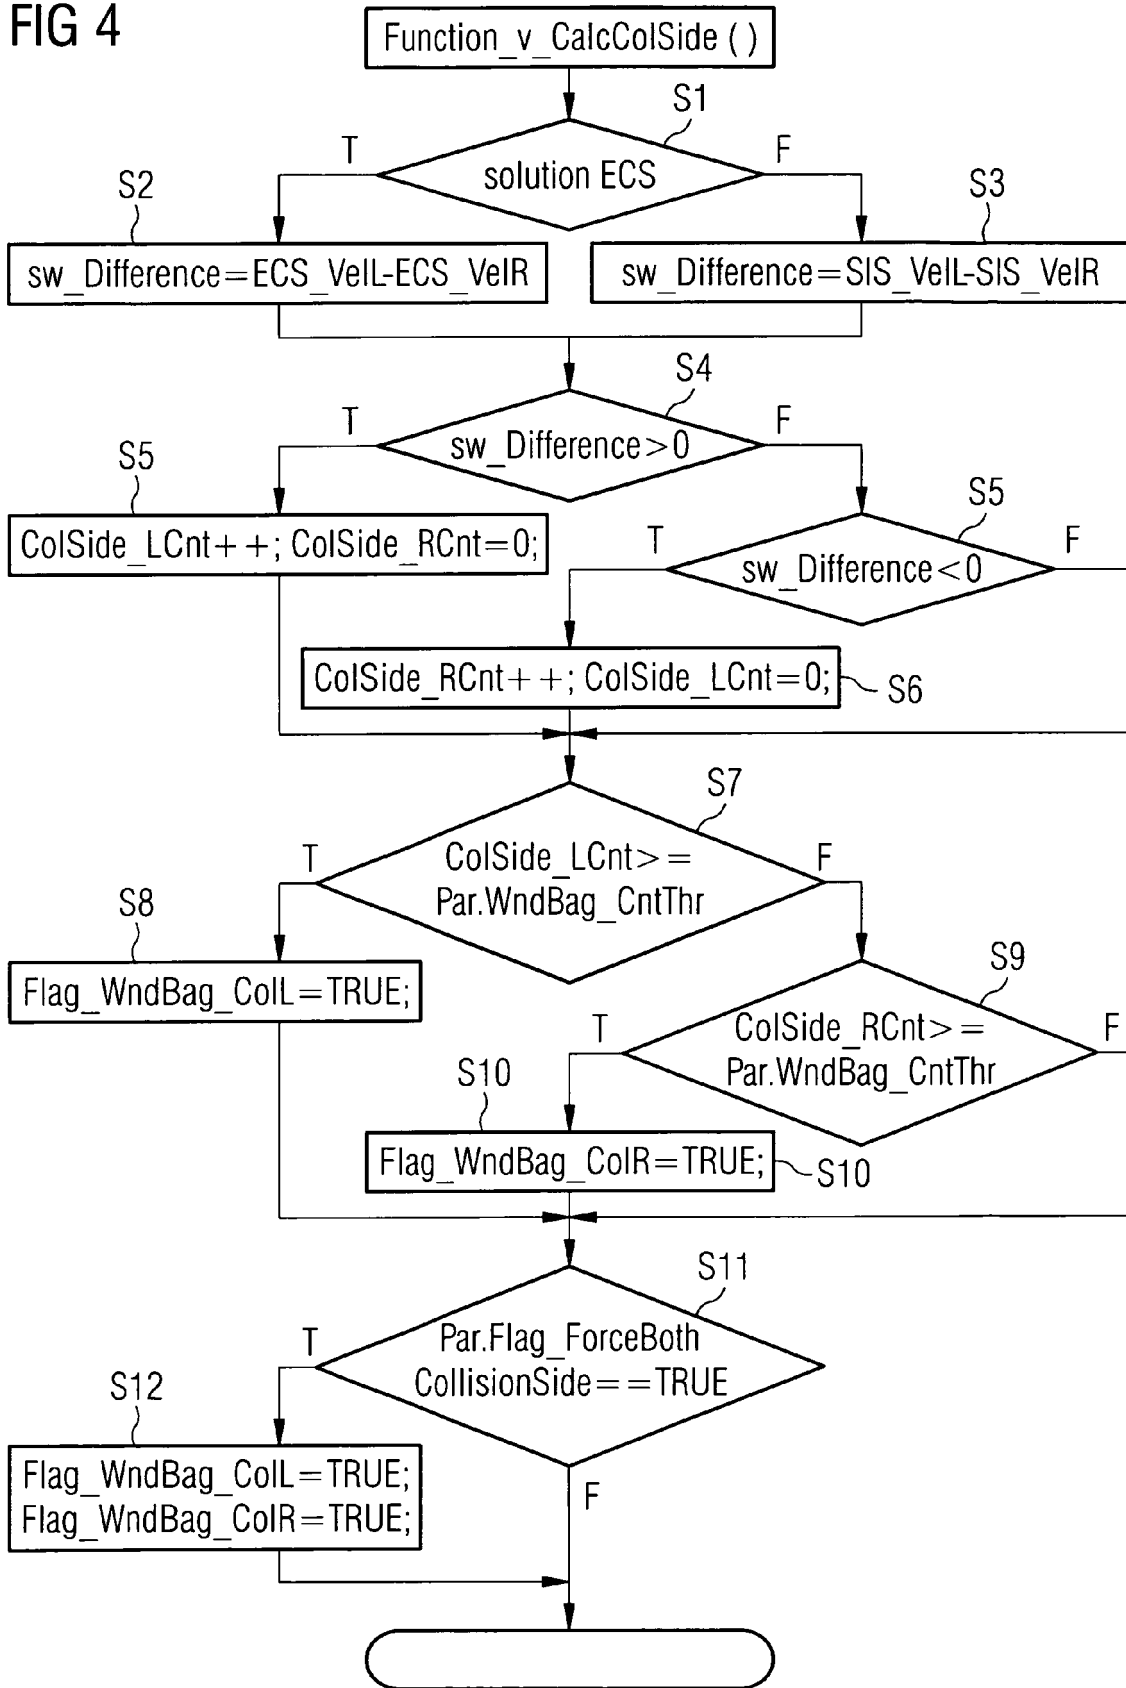 FIG 4
Function_v_CalcColSide ()
S1
T
F
solution ECS
S2
S3
sw_Difference=ECS_VelL-ECS_VelR
sw_Difference=SIS_VelL-SIS_VelR
S4
T
F
sw_Difference>0
S5
S5
ColSide_LCnt++; ColSide_RCnt=0;
T
F
sw_Difference<0
ColSide_RCnt++; ColSide_LCnt=0;
S6
S7
T
F
ColSide_LCnt>=
Par.WndBag_CntThr
S8
S9
Flag_WndBag_ColL=TRUE;
T
F
ColSide_RCnt>=
Par.WndBag_CntThr
S10
Flag_WndBag_ColR=TRUE;
S10
S11
T
Par.Flag_ForceBoth
CollisionSide==TRUE
S12
Flag_WndBag_ColL=TRUE;
Flag_WndBag_ColR=TRUE;
F